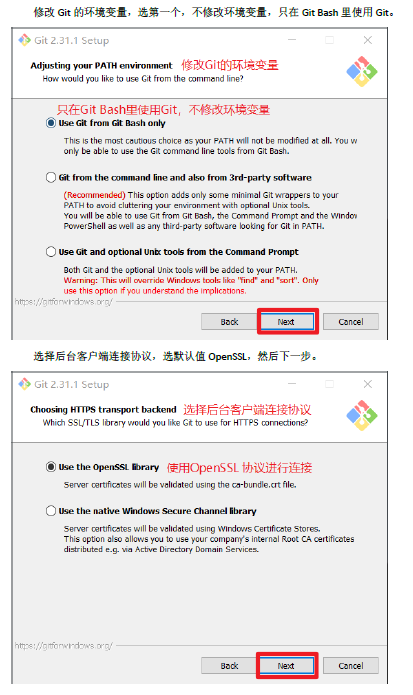 修改 Git 的环境变量，选第一个，不修改环境变量，只在 Git Bash 里使用 Git。
Git 2.31.1 Setup
Adjusting your PATH environment 修改Git的环境变量
How would you like to use Git from the command line?
只在Git Bash里使用Git，不修改环境变量
Use Git from Git Bash only
This is the most cautious choice as your PATH will not be modified at all. You w
only be able to use the Git command line tools from Git Bash.
Git from the command line and also from 3rd-party software
(Recommended) This option adds only some minimal Git wrappers to your
PATH to avoid cluttering your environment with optional Unix tools.
You will be able to use Git from Git Bash, the Command Prompt and the Window
PowerShell as well as any third-party software looking for Git in PATH.
Use Git and optional Unix tools from the Command Prompt
Both Git and the optional Unix tools will be added to your PATH.
Warning: This will override Windows tools like "find" and "sort". Only
use this option if you understand the implications.
https://gitforwindows.org/
Back Next Cancel
选择后台客户端连接协议，选默认值 OpenSSL，然后下一步。
Git 2.31.1 Setup
Choosing HTTPS transport backend 选择后台客户端连接协议
Which SSL/TLS library would you like Git to use for HTTPS connections?
Use the OpenSSL library 使用OpenSSL 协议进行连接
Server certificates will be validated using the ca-bundle.crt file.
Use the native Windows Secure Channel library
Server certificates will be validated using Windows Certificate Stores.
This option also allows you to use your company's internal Root CA certificates
distributed e.g. via Active Directory Domain Services.
https://gitforwindows.org/
Back Next Cancel